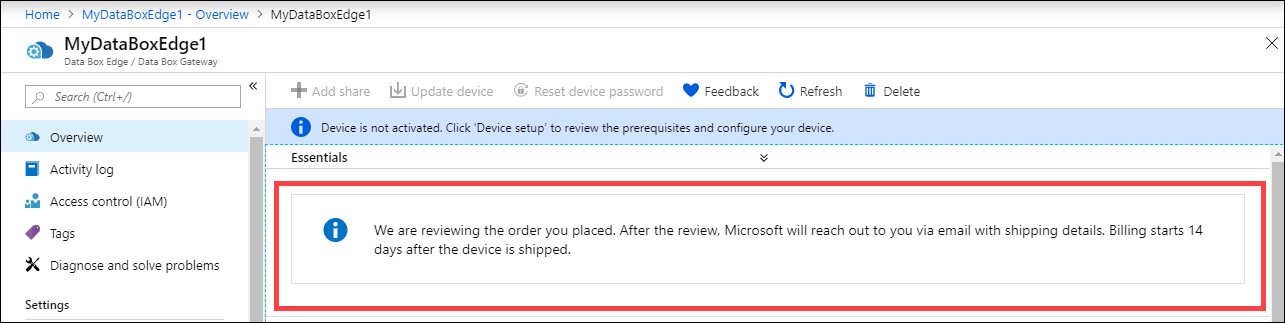 Home > MyDataBoxEdge1 - Overview > MyDataBoxEdge1
MyDataBoxEdge1
Data Box Edge / Data Box Gateway
Search (Ctrl+/)
Overview
Activity log
Access control (IAM)
Tags
Diagnose and solve problems
Settings
Add share Update device Reset device password Feedback Refresh Delete
Device is not activated. Click 'Device setup' to review the prerequisites and configure your device.
Essentials
We are reviewing the order you placed. After the review, Microsoft will reach out to you via email with shipping details. Billing starts 14
days after the device is shipped.